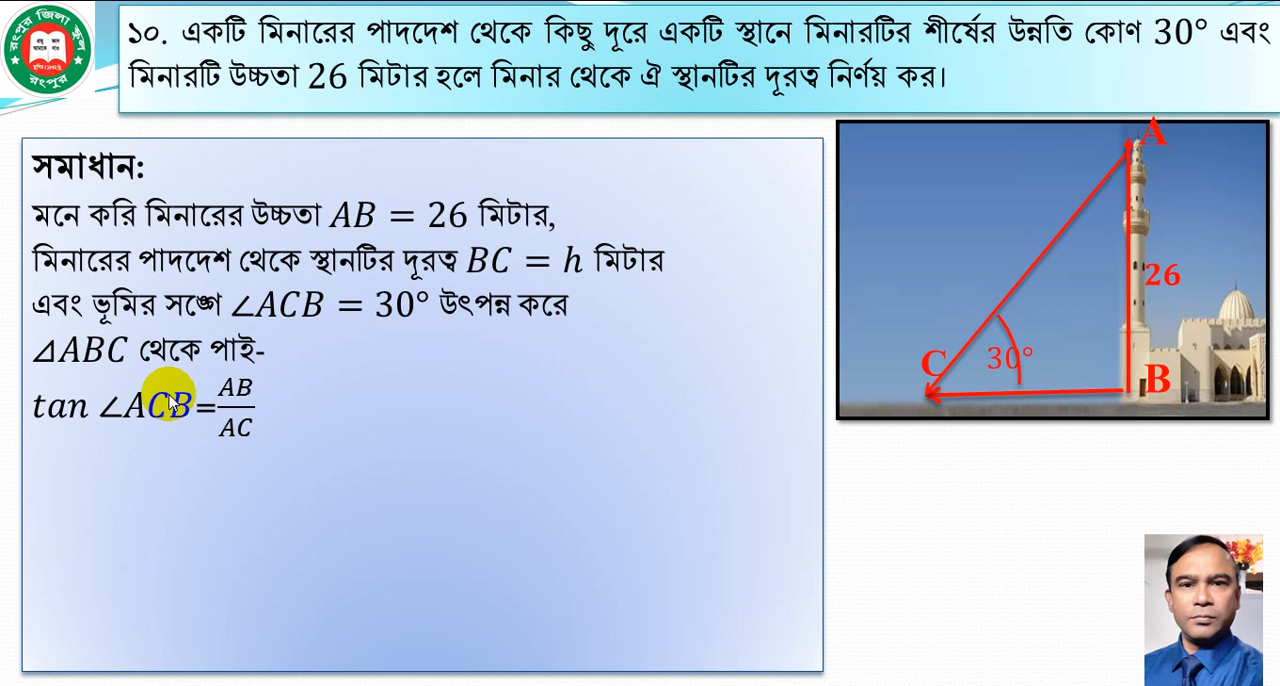 রংপুর জিলা স্কুল
রংপুর
১০. একটি মিনারের পাদদেশ থেকে কিছু দূরে একটি স্থানে মিনারটির শীর্ষের উন্নতি কোণ 30° এবং
মিনারটি উচ্চতা 26 মিটার হলে মিনার থেকে ঐ স্থানটির দূরত্ব নির্ণয় কর।
সমাধান:
মনে করি মিনারের উচ্চতা AB = 26 মিটার,
মিনারের পাদদেশ থেকে স্থানটির দূরত্ব BC = h মিটার
এবং ভূমির সঙ্গে ∠ACB = 30° উৎপন্ন করে
⊿ABC থেকে পাই-
tan ∠ACB=AB/AC
A
26
C
30°
B